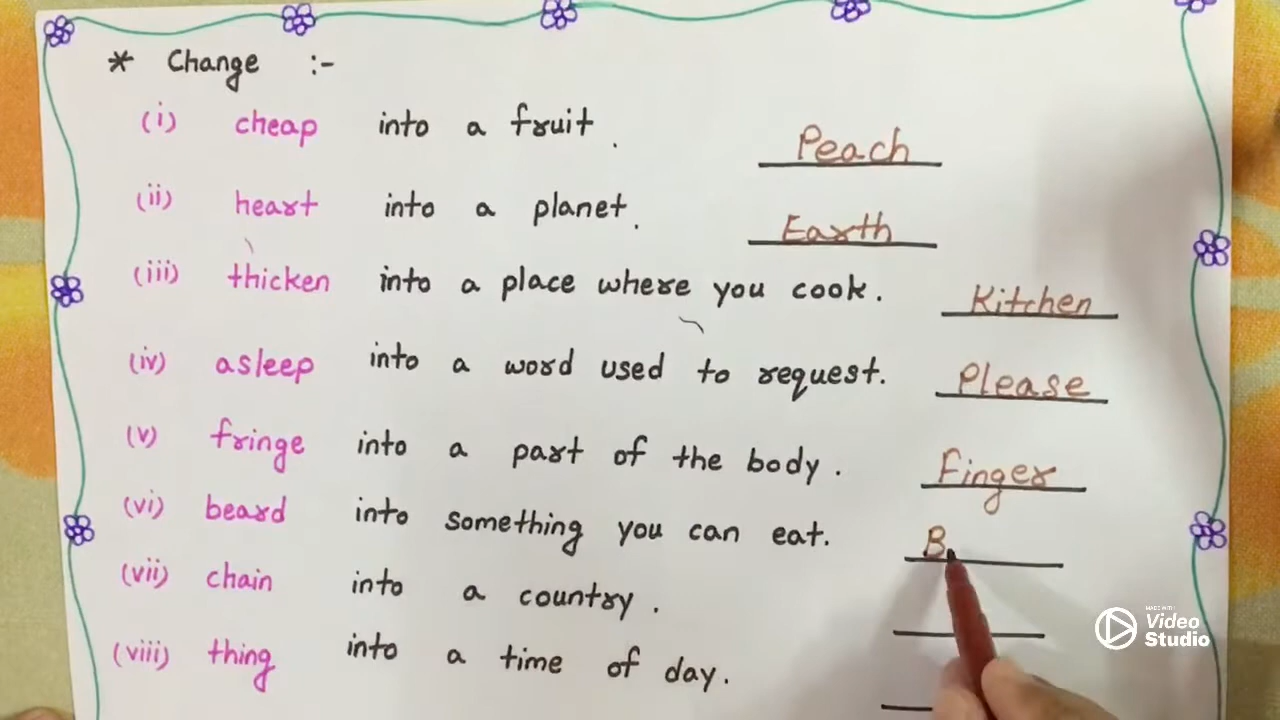 * Change :-
(i) cheap into a fruit. Peach
(ii) heart into a planet. Earth
(iii) thicken into a place where you cook. Kitchen
(iv) asleep into a word used to request. Please
(v) fringe into a part of the body. Finger
(vi) beard into something you can eat. B
(vii) chain into a country.
(viii) thing into a time of day.
MADE WITH
Video
Studio